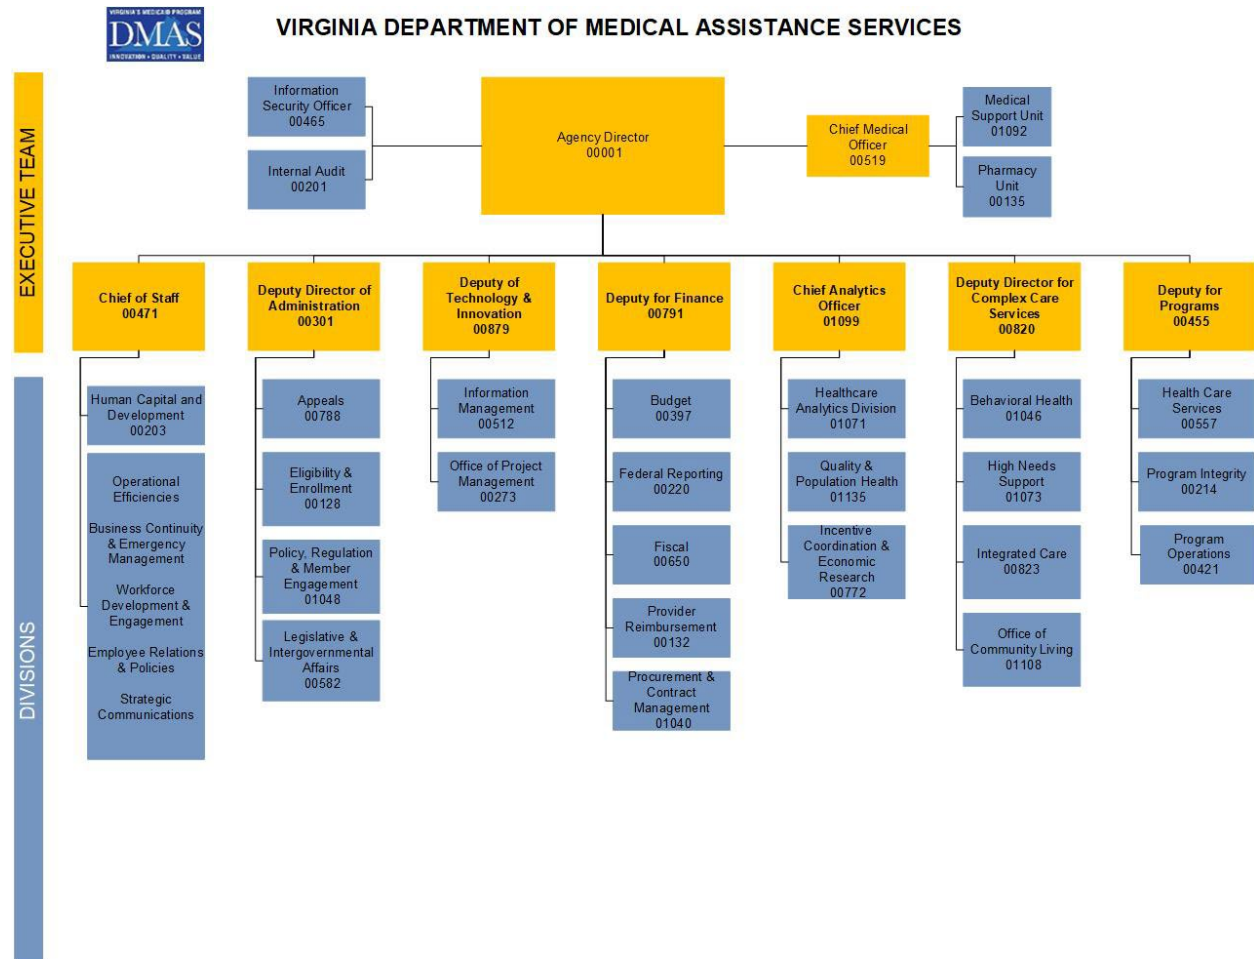 VIRGINIA'S MEDICAID PROGRAM
DMAS
INNOVATION • QUALITY • VALUE
VIRGINIA DEPARTMENT OF MEDICAL ASSISTANCE SERVICES
EXECUTIVE TEAM
Information
Security Officer
00465
Internal Audit
00201
Agency Director
00001
Chief Medical
Officer
00519
Medical
Support Unit
01092
Pharmacy
Unit
00135
Chief of Staff
00471
Deputy Director of
Administration
00301
Deputy of
Technology &
Innovation
00879
Deputy for Finance
00791
Chief Analytics
Officer
01099
Deputy Director for
Complex Care
Services
00820
Deputy for
Programs
00455
DIVISIONS
Human Capital and
Development
00203
Operational
Efficiencies
Business Continuity
& Emergency
Management
Workforce
Development &
Engagement
Employee Relations
& Policies
Strategic
Communications
Appeals
00788
Eligibility &
Enrollment
00128
Policy, Regulation
& Member
Engagement
01048
Legislative &
Intergovernmental
Affairs
00582
Information
Management
00512
Office of Project
Management
00273
Budget
00397
Federal Reporting
00220
Fiscal
00650
Provider
Reimbursement
00132
Procurement &
Contract
Management
01040
Healthcare
Analytics Division
01071
Quality &
Population Health
01135
Incentive
Coordination &
Economic
Research
00772
Behavioral Health
01046
High Needs
Support
01073
Integrated Care
00823
Office of
Community Living
01108
Health Care
Services
00557
Program Integrity
00214
Program
Operations
00421